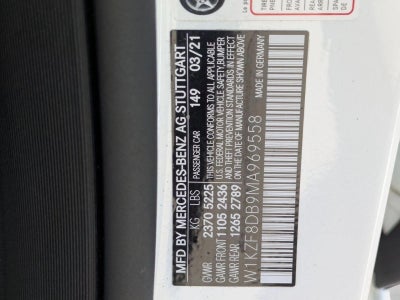 MFD BY MERCEDES-BENZ AG STUTTGART
PASSENGER CAR 149 03/21
KG LBS
GVWR 2370 5225
GAWR FRONT 1105 2436
GAWR REAR 1265 2789
THIS VEHICLE CONFORMS TO ALL APPLICABLE
U.S. FEDERAL MOTOR VEHICLE SAFETY, BUMPER
AND THEFT PREVENTION STANDARDS IN EFFECT
ON THE DATE OF MANUFACTURE SHOWN ABOVE.
MADE IN GERMANY
W1KZF8DB9MA969558